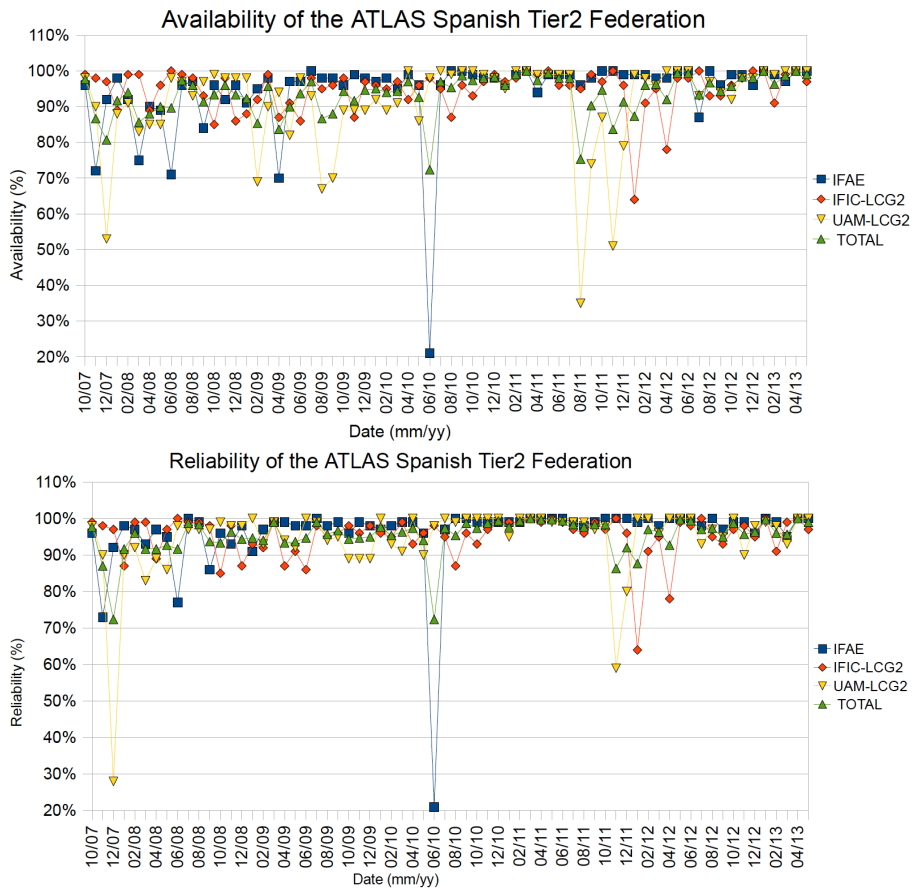 Availability of the ATLAS Spanish Tier2 Federation
110%
100%
90%
80%
70%
60%
50%
40%
30%
20%
Availability (%)
IFAE
IFIC-LCG2
UAM-LCG2
TOTAL
10/07 12/07 02/08 04/08 06/08 08/08 10/08 12/08 02/09 04/09 06/09 08/09 10/09 12/09 02/10 04/10 06/10 08/10 10/10 12/10 02/11 04/11 06/11 08/11 10/11 12/11 02/12 04/12 06/12 08/12 10/12 12/12 02/13 04/13
Date (mm/yy)
Reliability of the ATLAS Spanish Tier2 Federation
110%
100%
90%
80%
70%
60%
50%
40%
30%
20%
Reliability (%)
IFAE
IFIC-LCG2
UAM-LCG2
TOTAL
10/07 12/07 02/08 04/08 06/08 08/08 10/08 12/08 02/09 04/09 06/09 08/09 10/09 12/09 02/10 04/10 06/10 08/10 10/10 12/10 02/11 04/11 06/11 08/11 10/11 12/11 02/12 04/12 06/12 08/12 10/12 12/12 02/13 04/13
Date (mm/yy)